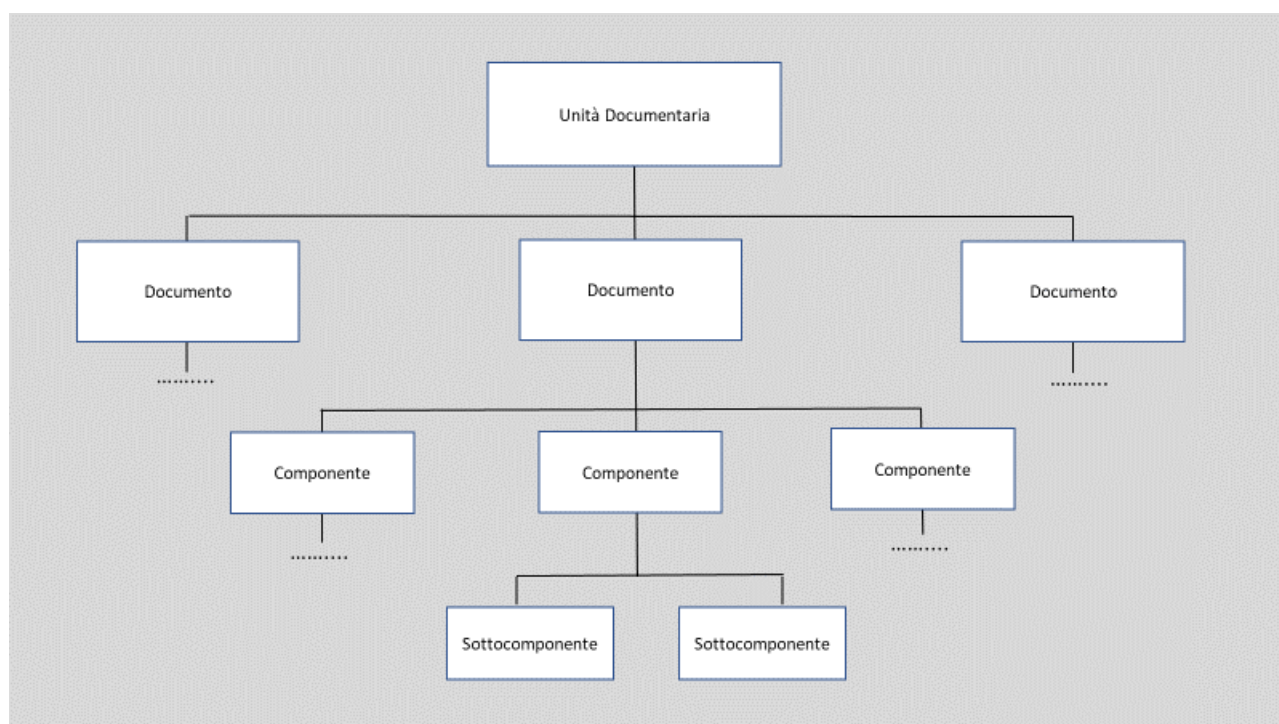 Unità Documentaria
Documento
Documento
Documento
..........
..........
Componente
Componente
Componente
..........
..........
Sottocomponente
Sottocomponente